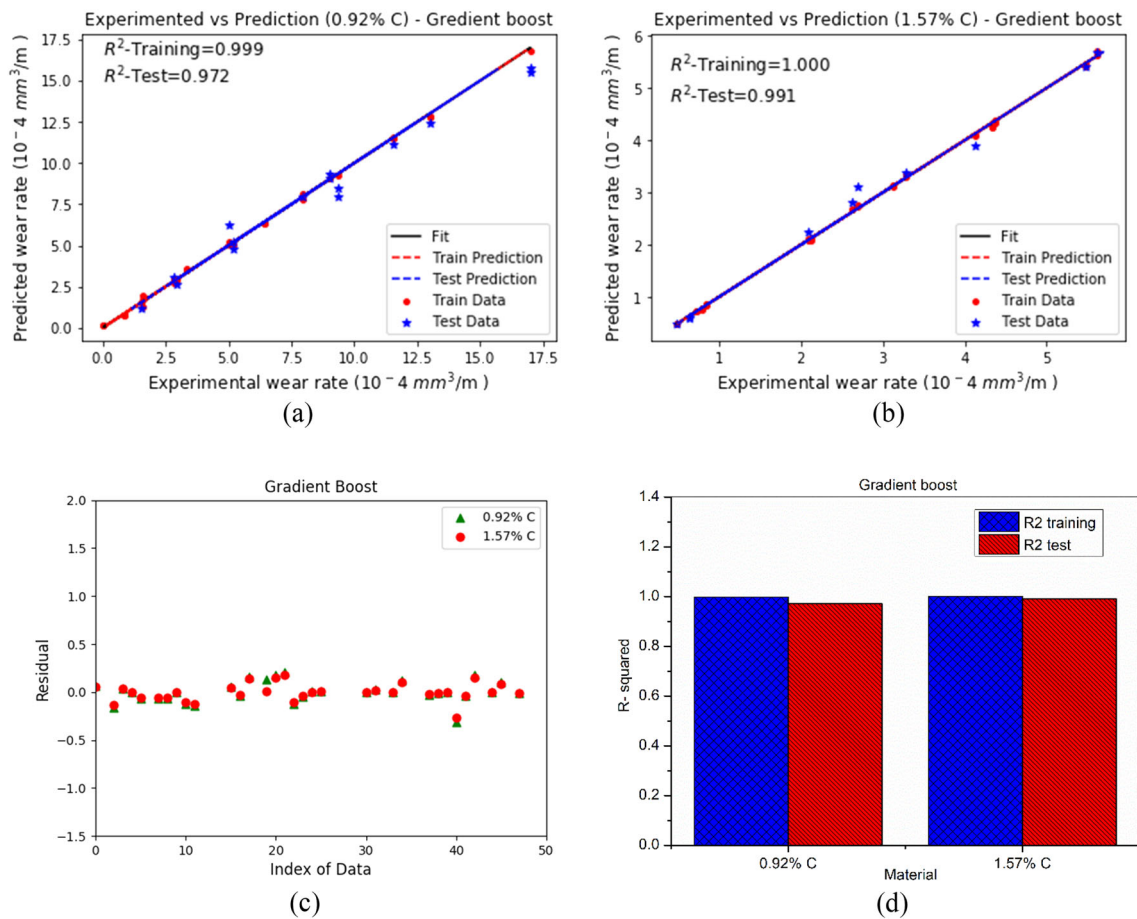 Experimented vs Prediction (0.92% C) - Gredient boost
R²-Training=0.999
R²-Test=0.972
Predicted wear rate (10⁻ 4 mm³/m )
17.5
15.0
12.5
10.0
7.5
5.0
2.5
0.0
Fit
Train Prediction
Test Prediction
Train Data
Test Data
0.0 2.5 5.0 7.5 10.0 12.5 15.0 17.5
Experimental wear rate (10⁻ 4 mm³/m )
(a)
Experimented vs Prediction (1.57% C) - Gredient boost
R²-Training=1.000
R²-Test=0.991
Predicted wear rate (10⁻ 4 mm³/m )
6
5
4
3
2
1
Fit
Train Prediction
Test Prediction
Train Data
Test Data
1 2 3 4 5
Experimental wear rate (10⁻ 4 mm³/m )
(b)
Gradient Boost
Residual
2.0
1.5
1.0
0.5
0.0
-0.5
-1.0
-1.5
0.92% C
1.57% C
0 10 20 30 40 50
Index of Data
(c)
Gradient boost
R- squared
1.4
1.2
1.0
0.8
0.6
0.4
0.2
0.0
R2 training
R2 test
0.92% C 1.57% C
Material
(d)